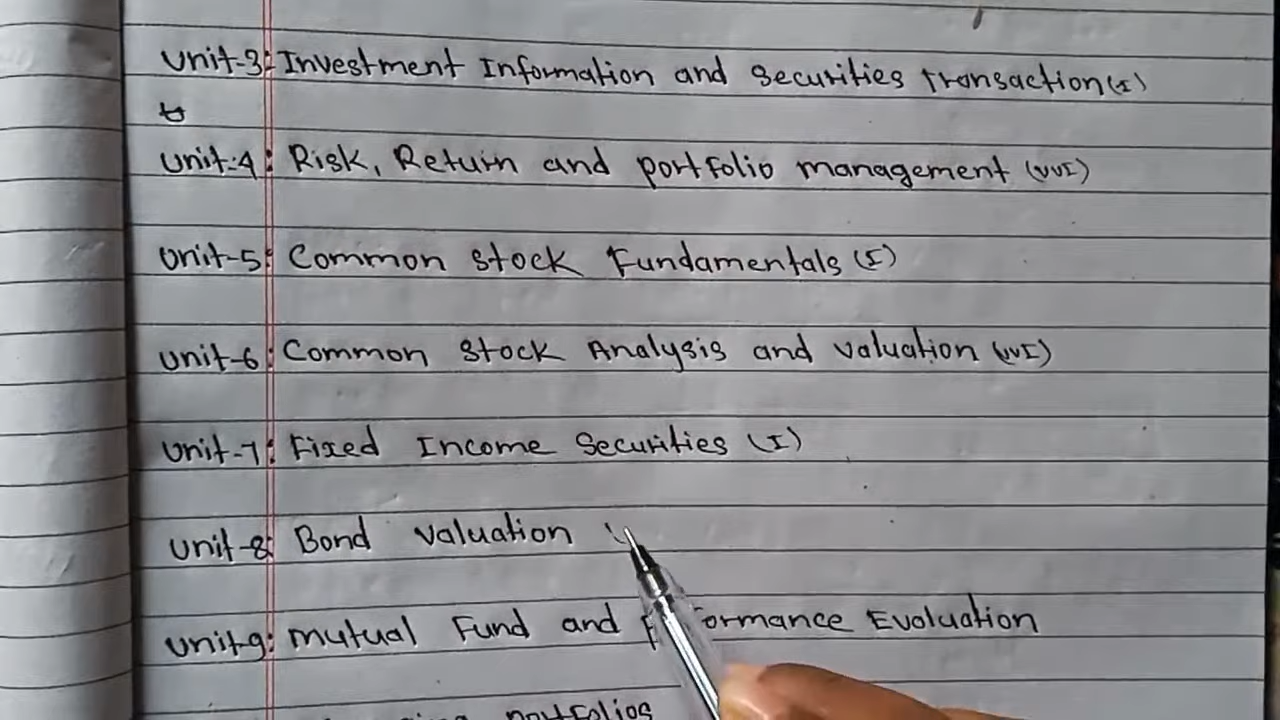 Unit-3: Investment Information and Securities Transaction (I)
Unit-4: Risk, Return and portfolio management (VVI)
Unit-5: Common stock Fundamentals (I)
Unit-6: Common Stock Analysis and valuation (VVI)
Unit-7: Fixed Income Securities (I)
Unit-8: Bond valuation
Unit-9: Mutual Fund and Evaluation
portfolios